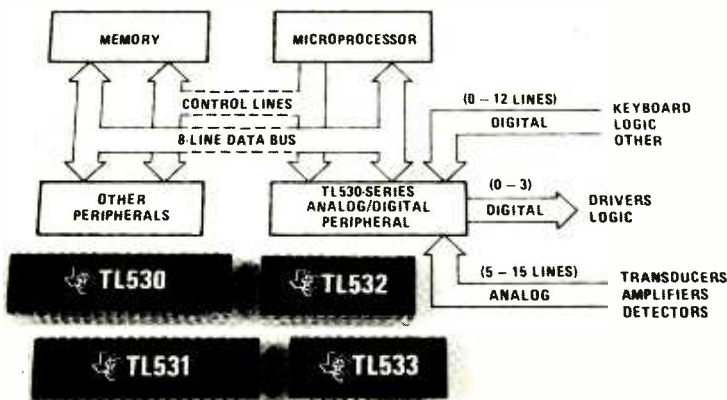 MEMORY
MICROPROCESSOR
CONTROL LINES
8-LINE DATA BUS
(0 – 12 LINES)
DIGITAL
KEYBOARD
LOGIC
OTHER
OTHER
PERIPHERALS
TL530-SERIES
ANALOG/DIGITAL
PERIPHERAL
(0 – 3)
DIGITAL
DRIVERS
LOGIC
(5 – 15 LINES)
ANALOG
TRANSDUCERS
AMPLIFIERS
DETECTORS
TL530
TL532
TL531
TL533